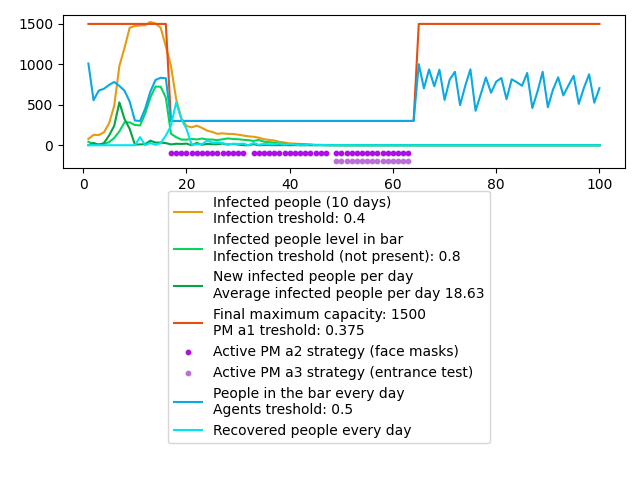 1500
1000
500
0
0 20 40 60 80 100
Infected people (10 days)
Infection treshold: 0.4
Infected people level in bar
Infection treshold (not present): 0.8
New infected people per day
Average infected people per day 18.63
Final maximum capacity: 1500
PM a1 treshold: 0.375
Active PM a2 strategy (face masks)
Active PM a3 strategy (entrance test)
People in the bar every day
Agents treshold: 0.5
Recovered people every day